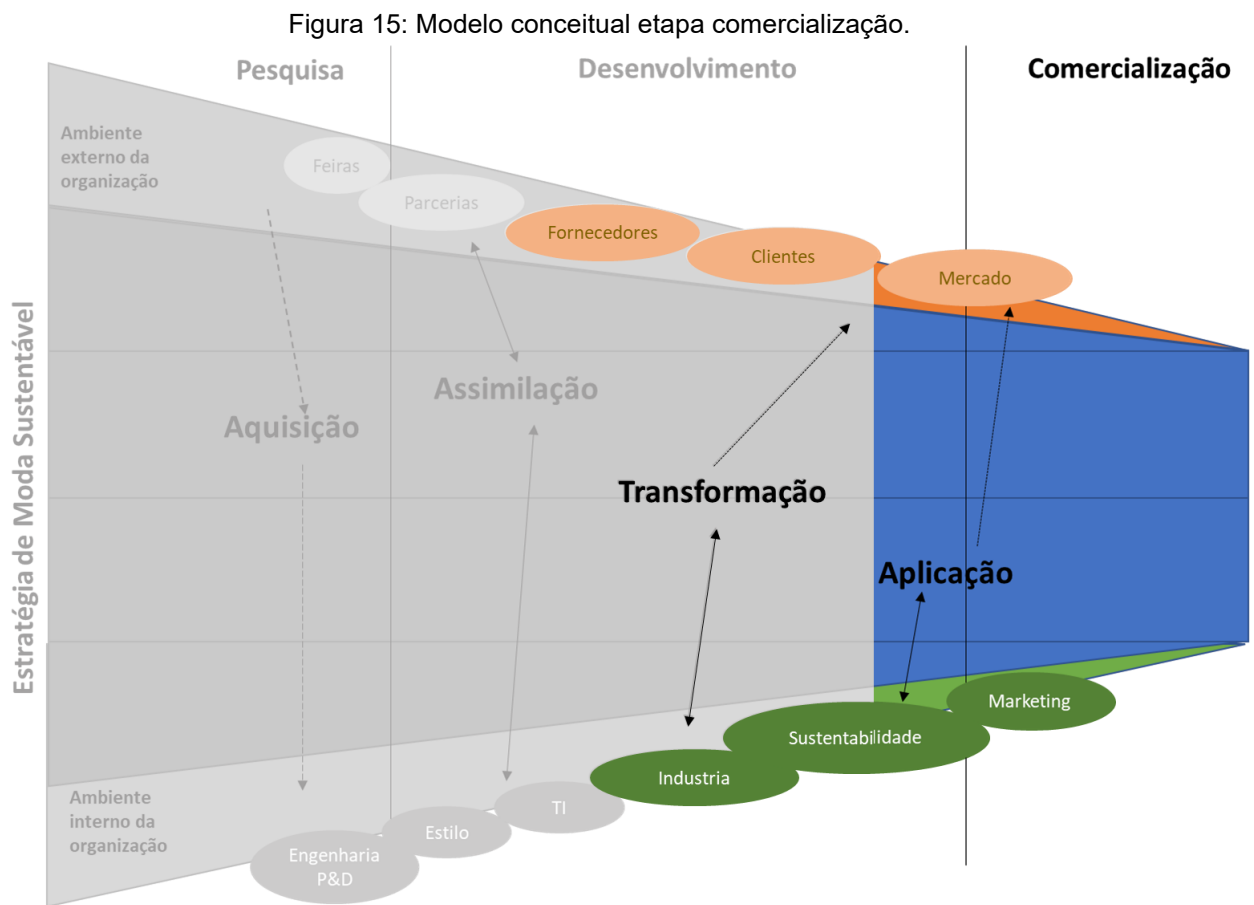 Figura 15: Modelo conceitual etapa comercialização.
Pesquisa
Desenvolvimento
Comercialização
Ambiente
externo da
organização
Feiras
Parcerias
Fornecedores
Clientes
Mercado
Estratégia de Moda Sustentável
Assimilação
Aquisição
Transformação
Aplicação
Marketing
Sustentabilidade
Industria
TI
Estilo
Engenharia
P&D
Ambiente
interno da
organização